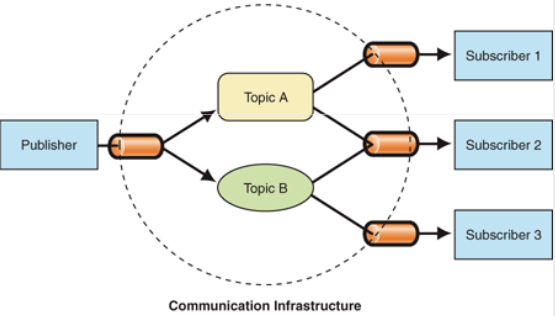 Subscriber 1
Topic A
Publisher
Subscriber 2
Topic B
Subscriber 3
Communication Infrastructure